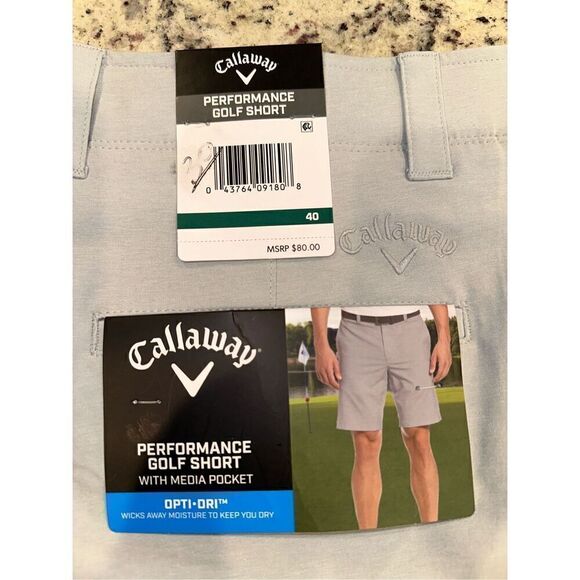 Callaway
PERFORMANCE
GOLF SHORT
0 43764 09180 8
40
MSRP $80.00
Callaway
Callaway
PERFORMANCE
GOLF SHORT
WITH MEDIA POCKET
OPTI•DRI™
WICKS AWAY MOISTURE TO KEEP YOU DRY